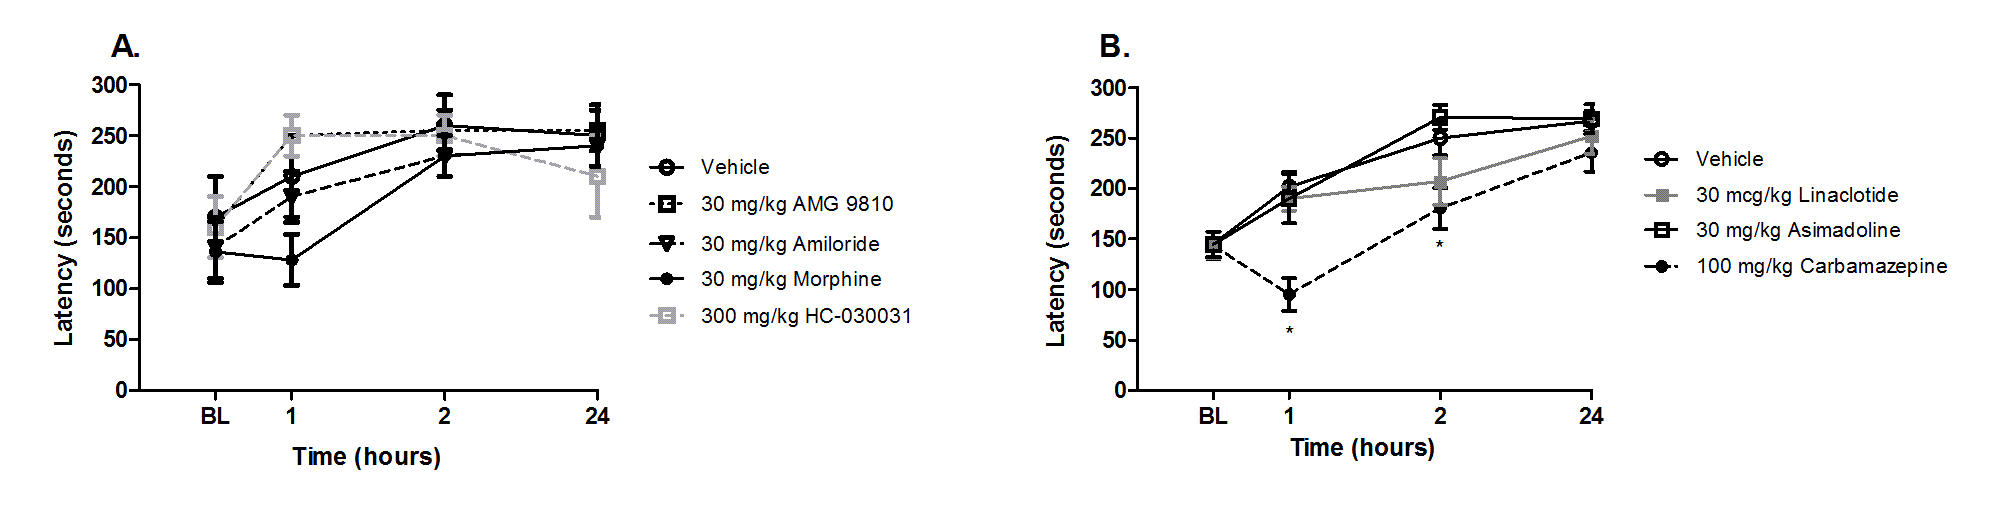 A.
300
250
200
150
100
50
0
Latency (seconds)
BL 1 2 24
Time (hours)
Vehicle
30 mg/kg AMG 9810
30 mg/kg Amiloride
30 mg/kg Morphine
300 mg/kg HC-030031
B.
300
250
200
150
100
50
0
Latency (seconds)
*
*
BL 1 2 24
Time (hours)
Vehicle
30 mcg/kg Linaclotide
30 mg/kg Asimadoline
100 mg/kg Carbamazepine